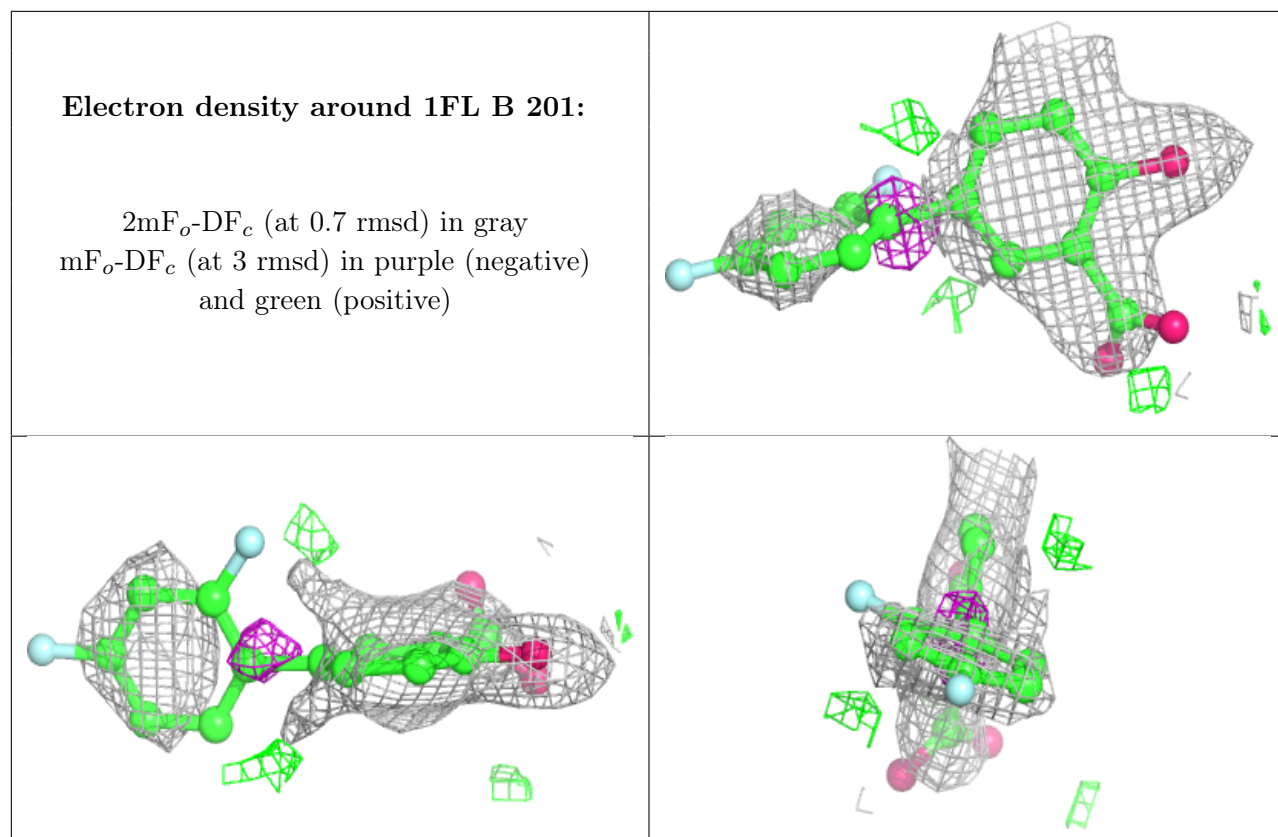 Electron density around 1FL B 201:
2mFₒ-DF𝒸 (at 0.7 rmsd) in gray
mFₒ-DF𝒸 (at 3 rmsd) in purple (negative)
and green (positive)